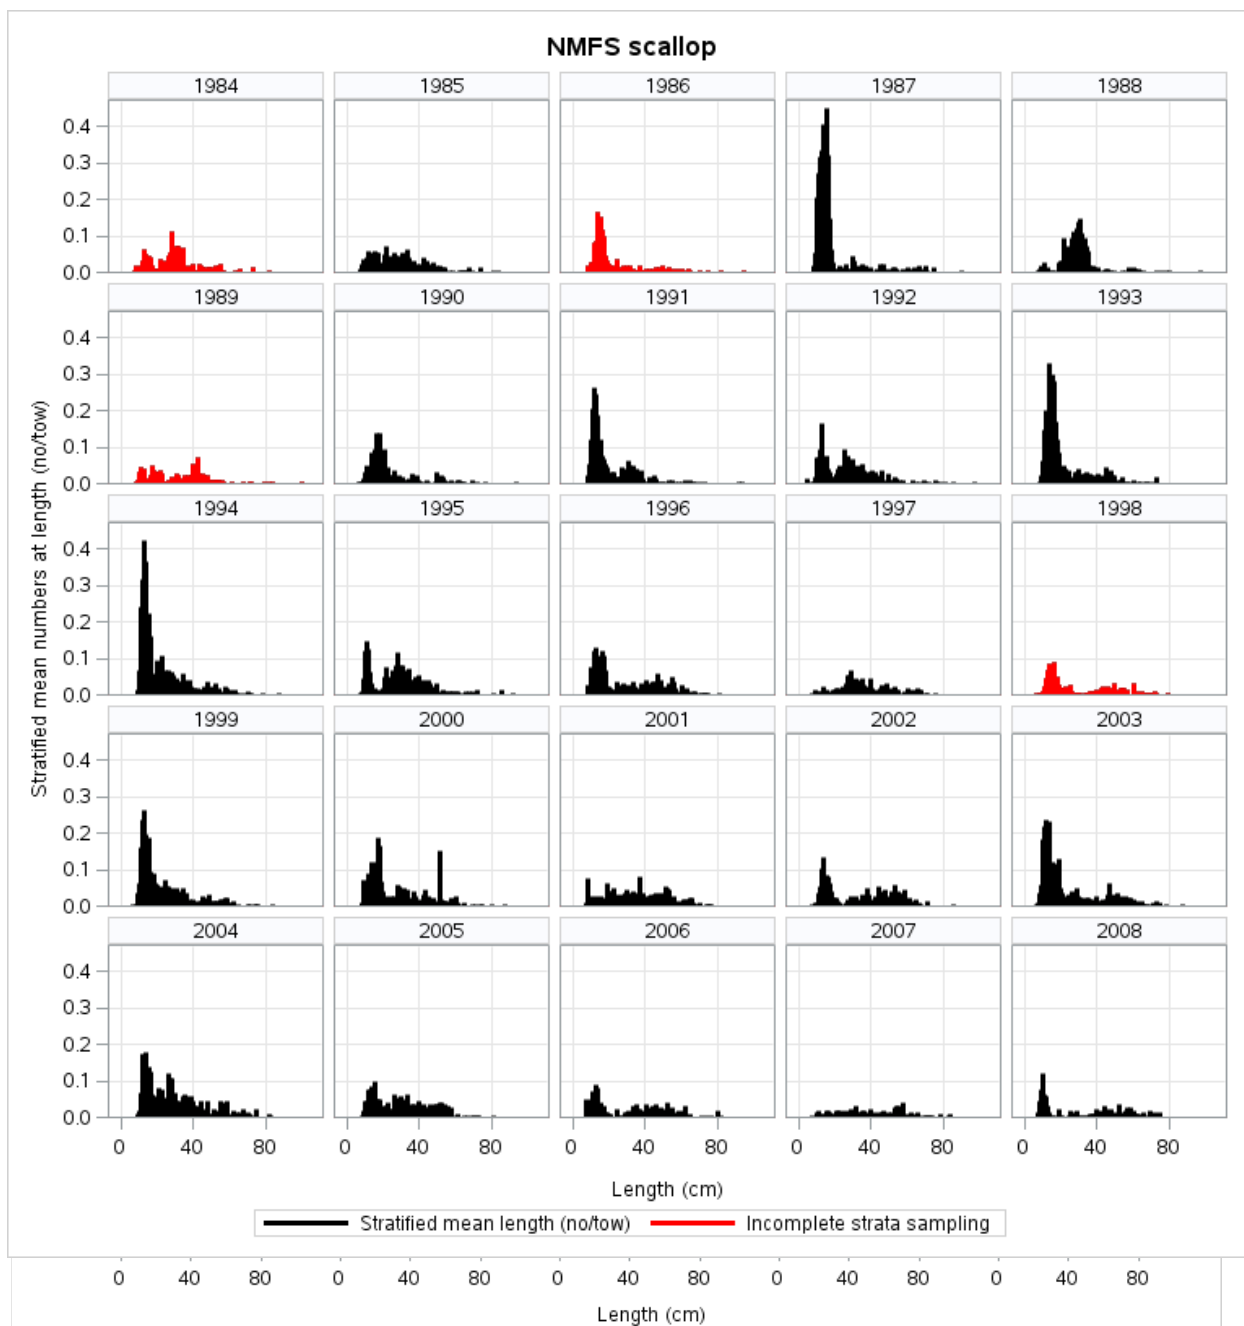 NMFS scallop
1984 1985 1986 1987 1988
0.4
0.3
0.2
0.1
0.0
1989 1990 1991 1992 1993
0.4
0.3
0.2
0.1
0.0
1994 1995 1996 1997 1998
0.4
0.3
0.2
0.1
0.0
1999 2000 2001 2002 2003
0.4
0.3
0.2
0.1
0.0
2004 2005 2006 2007 2008
0.4
0.3
0.2
0.1
0.0
Stratified mean numbers at length (no/tow)
0 40 80 0 40 80 0 40 80 0 40 80 0 40 80
Length (cm)
Stratified mean length (no/tow) Incomplete strata sampling
0 40 80 0 40 80 0 40 80 0 40 80 0 40 80
Length (cm)